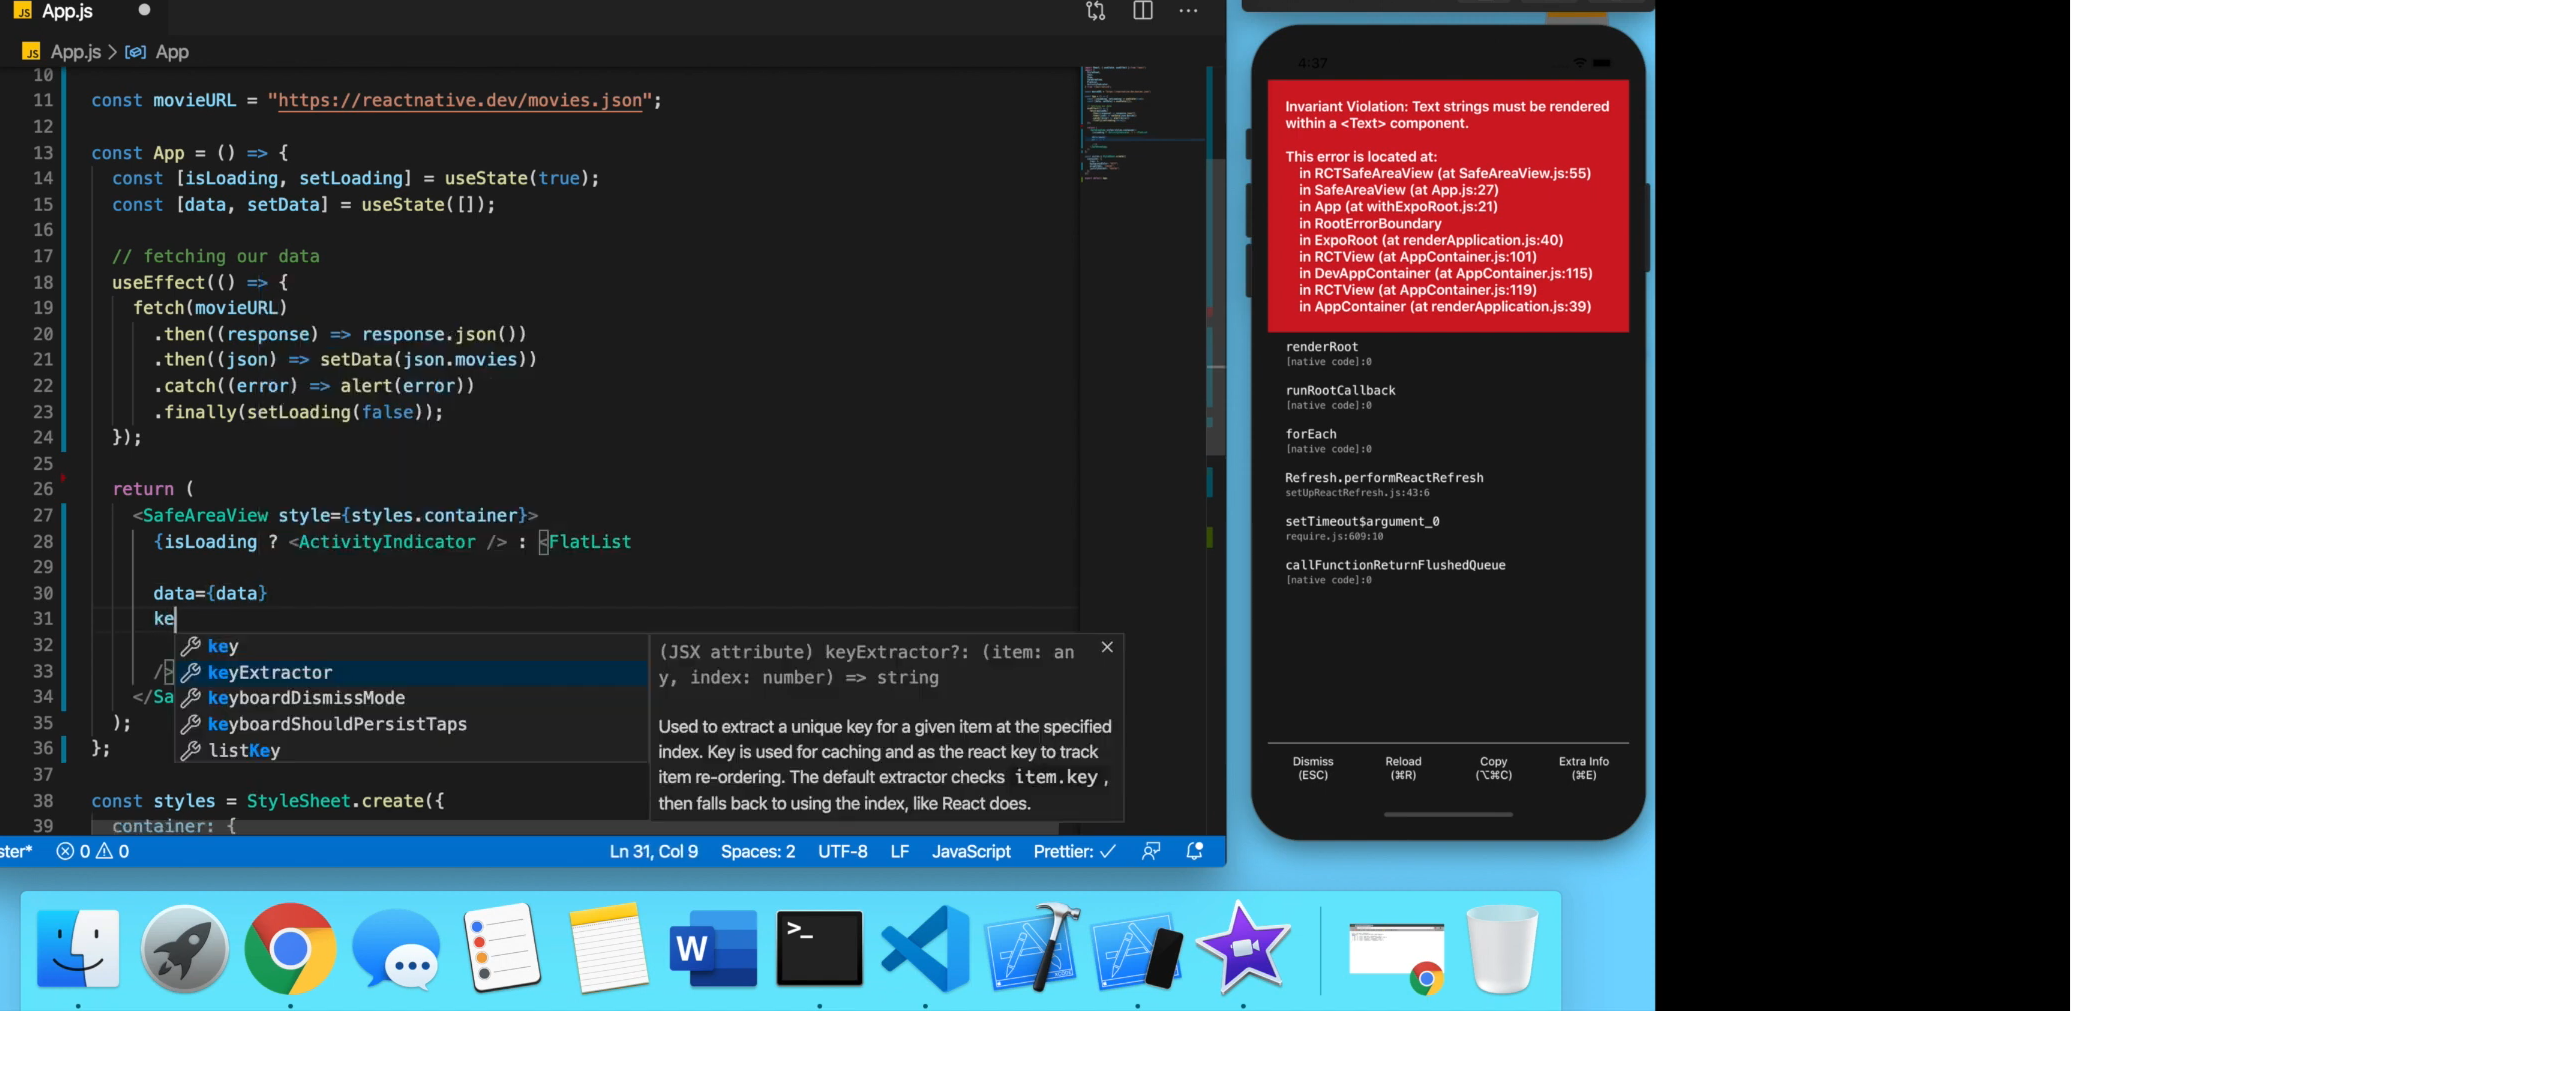 JS App.js
JS App.js > App
10
11 const movieURL = "https://reactnative.dev/movies.json";
12
13 const App = () => {
14 const [isLoading, setLoading] = useState(true);
15 const [data, setData] = useState([]);
16
17 // fetching our data
18 useEffect(() => {
19 fetch(movieURL)
20 .then((response) => response.json())
21 .then((json) => setData(json.movies))
22 .catch((error) => alert(error))
23 .finally(setLoading(false));
24 });
25
26 return (
27 <SafeAreaView style={styles.container}>
28 {isLoading ? <ActivityIndicator /> : <FlatList
29
30 data={data}
31 ke
32
33 />
34 </Sa
35 );
36 };
37
38 const styles = StyleSheet.create({
39 container: {
key
keyExtractor
keyboardDismissMode
keyboardShouldPersistTaps
listKey
(JSX attribute) keyExtractor?: (item: an
y, index: number) => string
Used to extract a unique key for a given item at the specified
index. Key is used for caching and as the react key to track
item re-ordering. The default extractor checks item.key,
then falls back to using the index, like React does.
ster* 0 0 Ln 31, Col 9 Spaces: 2 UTF-8 LF JavaScript Prettier: ✓
4:37
Invariant Violation: Text strings must be rendered
within a <Text> component.
This error is located at:
in RCTSafeAreaView (at SafeAreaView.js:55)
in SafeAreaView (at App.js:27)
in App (at withExpoRoot.js:21)
in RootErrorBoundary
in ExpoRoot (at renderApplication.js:40)
in RCTView (at AppContainer.js:101)
in DevAppContainer (at AppContainer.js:115)
in RCTView (at AppContainer.js:119)
in AppContainer (at renderApplication.js:39)
renderRoot
[native code]:0
runRootCallback
[native code]:0
forEach
[native code]:0
Refresh.performReactRefresh
setUpReactRefresh.js:43:6
setTimeout$argument_0
require.js:609:10
callFunctionReturnFlushedQueue
[native code]:0
Dismiss Reload Copy Extra Info
(ESC) (⌘R) (⌥⌘C) (⌘E)
W
>_